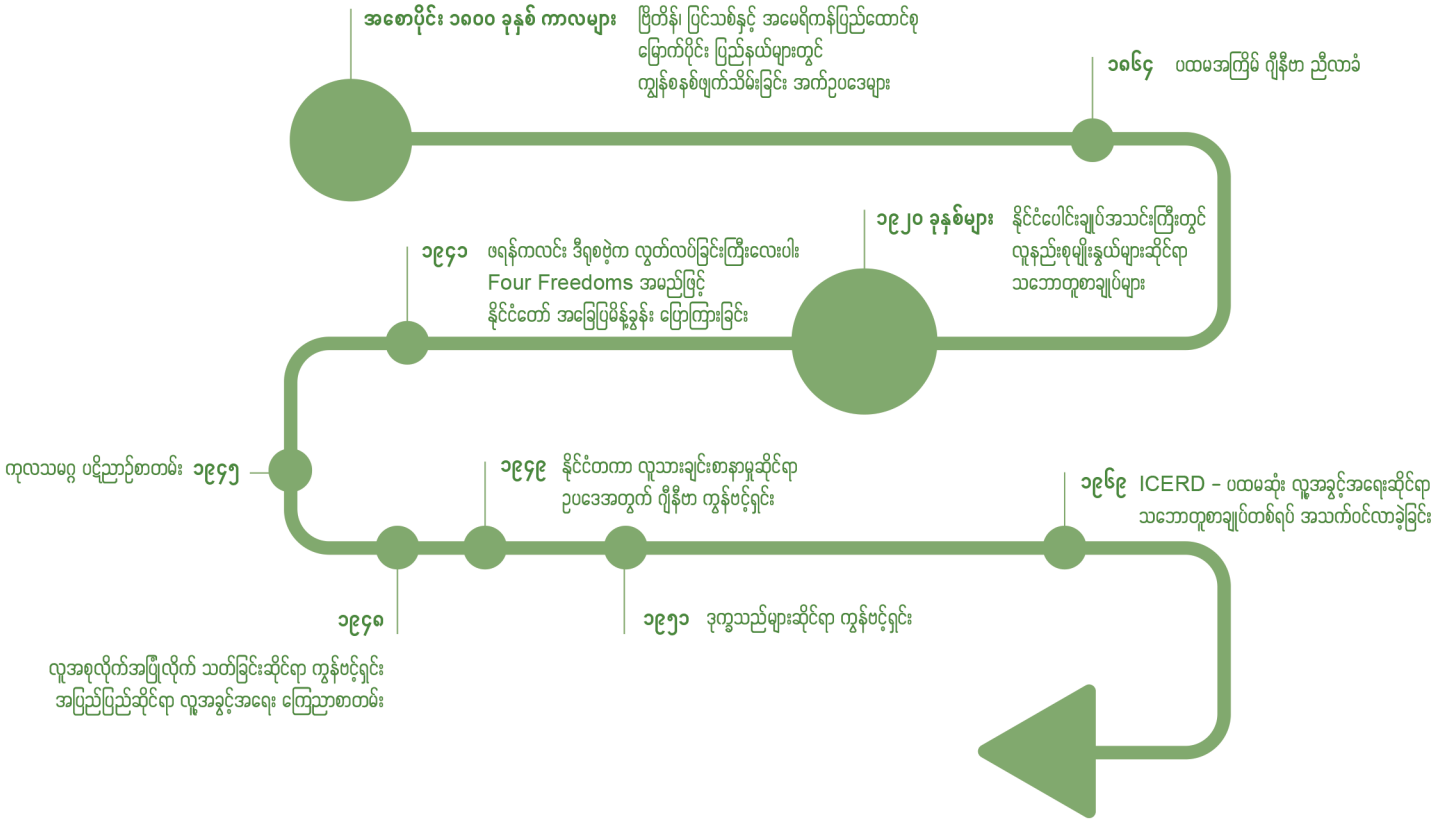 အစောပိုင်း ၁၈၀၀ ခုနှစ် ကာလများ
ဗြိတိန်၊ ပြင်သစ်နှင့် အမေရိကန်ပြည်ထောင်စု
မြောက်ပိုင်း ပြည်နယ်များတွင်
ကျွန်စနစ်ဖျက်သိမ်းခြင်း အက်ဥပဒေများ
၁၈၆၄ ပထမအကြိမ် ဂျီနီဗာ ညီလာခံ
၁၉၂၀ ခုနှစ်များ
နိုင်ငံပေါင်းချုပ်အသင်းကြီးတွင်
လူနည်းစုမျိုးနွယ်များဆိုင်ရာ
သဘောတူစာချုပ်များ
၁၉၄၁ ဖရန်ကလင်း ဒီရုစဗဲ့က လွတ်လပ်ခြင်းကြီးလေးပါး
Four Freedoms အမည်ဖြင့်
နိုင်ငံတော် အခြေပြမိန့်ခွန်း ပြောကြားခြင်း
ကုလသမဂ္ဂ ပဋိညာဉ်စာတမ်း ၁၉၄၅
၁၉၄၈
လူအစုလိုက်အပြုံလိုက် သတ်ခြင်းဆိုင်ရာ ကွန်ဗင့်ရှင်း
အပြည်ပြည်ဆိုင်ရာ လူ့အခွင့်အရေး ကြေညာစာတမ်း
၁၉၄၉ နိုင်ငံတကာ လူသားချင်းစာနာမှုဆိုင်ရာ
ဥပဒေအတွက် ဂျီနီဗာ ကွန်ဗင့်ရှင်း
၁၉၅၁ ဒုက္ခသည်များဆိုင်ရာ ကွန်ဗင့်ရှင်း
၁၉၆၉ ICERD – ပထမဆုံး လူ့အခွင့်အရေးဆိုင်ရာ
သဘောတူစာချုပ်တစ်ရပ် အသက်ဝင်လာခဲ့ခြင်း